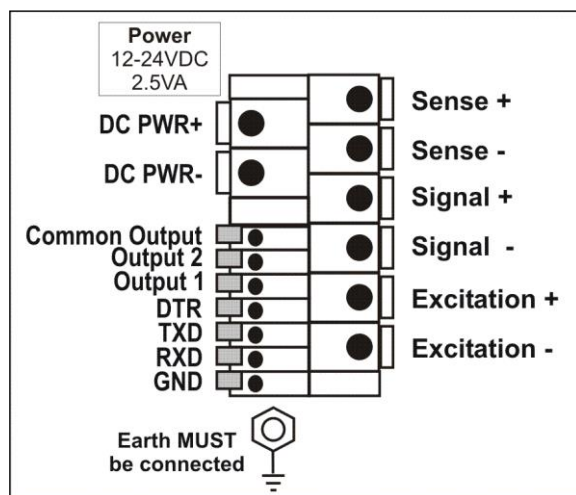 Power
12-24VDC
2.5VA
DC PWR+
DC PWR-
Common Output
Output 2
Output 1
DTR
TXD
RXD
GND
Sense +
Sense -
Signal +
Signal -
Excitation +
Excitation -
Earth MUST
be connected